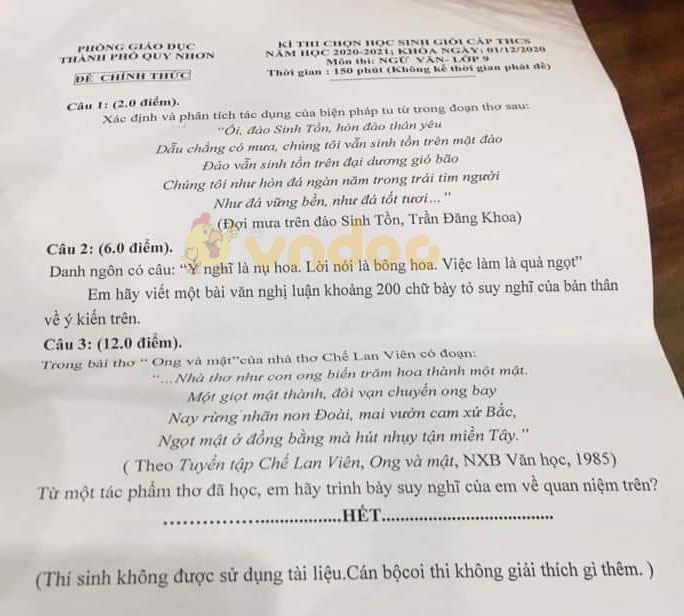 PHÒNG GIÁO DỤC
THÀNH PHỐ QUY NHƠN
ĐỀ CHÍNH THỨC
KÌ THI CHỌN HỌC SINH GIỎI CẤP THCS
NĂM HỌC 2020-2021; KHÓA NGÀY: 01/12/2020
Môn thi: NGỮ VĂN- LỚP 9
Thời gian : 150 phút (Không kể thời gian phát đề)
Câu 1: (2.0 điểm).
Xác định và phân tích tác dụng của biện pháp tu từ trong đoạn thơ sau:
“Ôi, đảo Sinh Tồn, hòn đảo thân yêu
Dẫu chẳng có mưa, chúng tôi vẫn sinh tồn trên mặt đảo
Đảo vẫn sinh tồn trên đại dương gió bão
Chúng tôi như hòn đá ngàn năm trong trái tim người
Như đá vững bền, như đá tốt tươi…”
(Đợi mưa trên đảo Sinh Tồn, Trần Đăng Khoa)
Câu 2: (6.0 điểm).
vndoc
Danh ngôn có câu: “Ý nghĩ là nụ hoa. Lời nói là bông hoa. Việc làm là quả ngọt”
Em hãy viết một bài văn nghị luận khoảng 200 chữ bày tỏ suy nghĩ của bản thân
về ý kiến trên.
Câu 3: (12.0 điểm).
Trong bài thơ “ Ong và mật”của nhà thơ Chế Lan Viên có đoạn:
“…Nhà thơ như con ong biến trăm hoa thành một mật.
Một giọt mật thành, đòi vạn chuyến ong bay
Nay rừng nhãn non Đoài, mai vườn cam xứ Bắc,
Ngọt mật ở đồng bằng mà hút nhụy tận miền Tây.”
( Theo Tuyển tập Chế Lan Viên, Ong và mật, NXB Văn học, 1985)
Từ một tác phẩm thơ đã học, em hãy trình bày suy nghĩ của em về quan niệm trên?
...................................HẾT...................................
(Thí sinh không được sử dụng tài liệu.Cán bộcoi thi không giải thích gì thêm. )